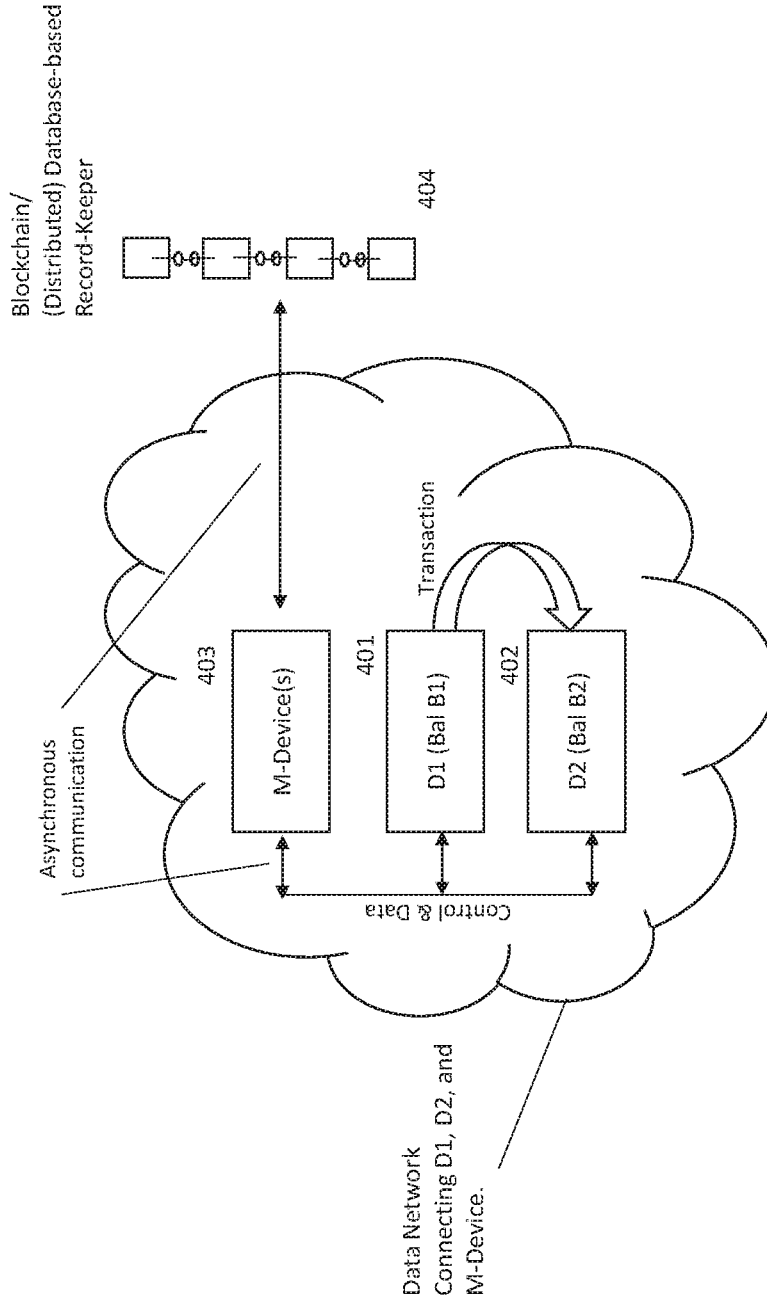 Blockchain/
(Distributed) Database-based
Record-Keeper
404
Asynchronous
communication
403
M-Device(s)
401
D1 (Bal B1)
Transaction
402
D2 (Bal B2)
Control & Data
Data Network
Connecting D1, D2, and
M-Device.